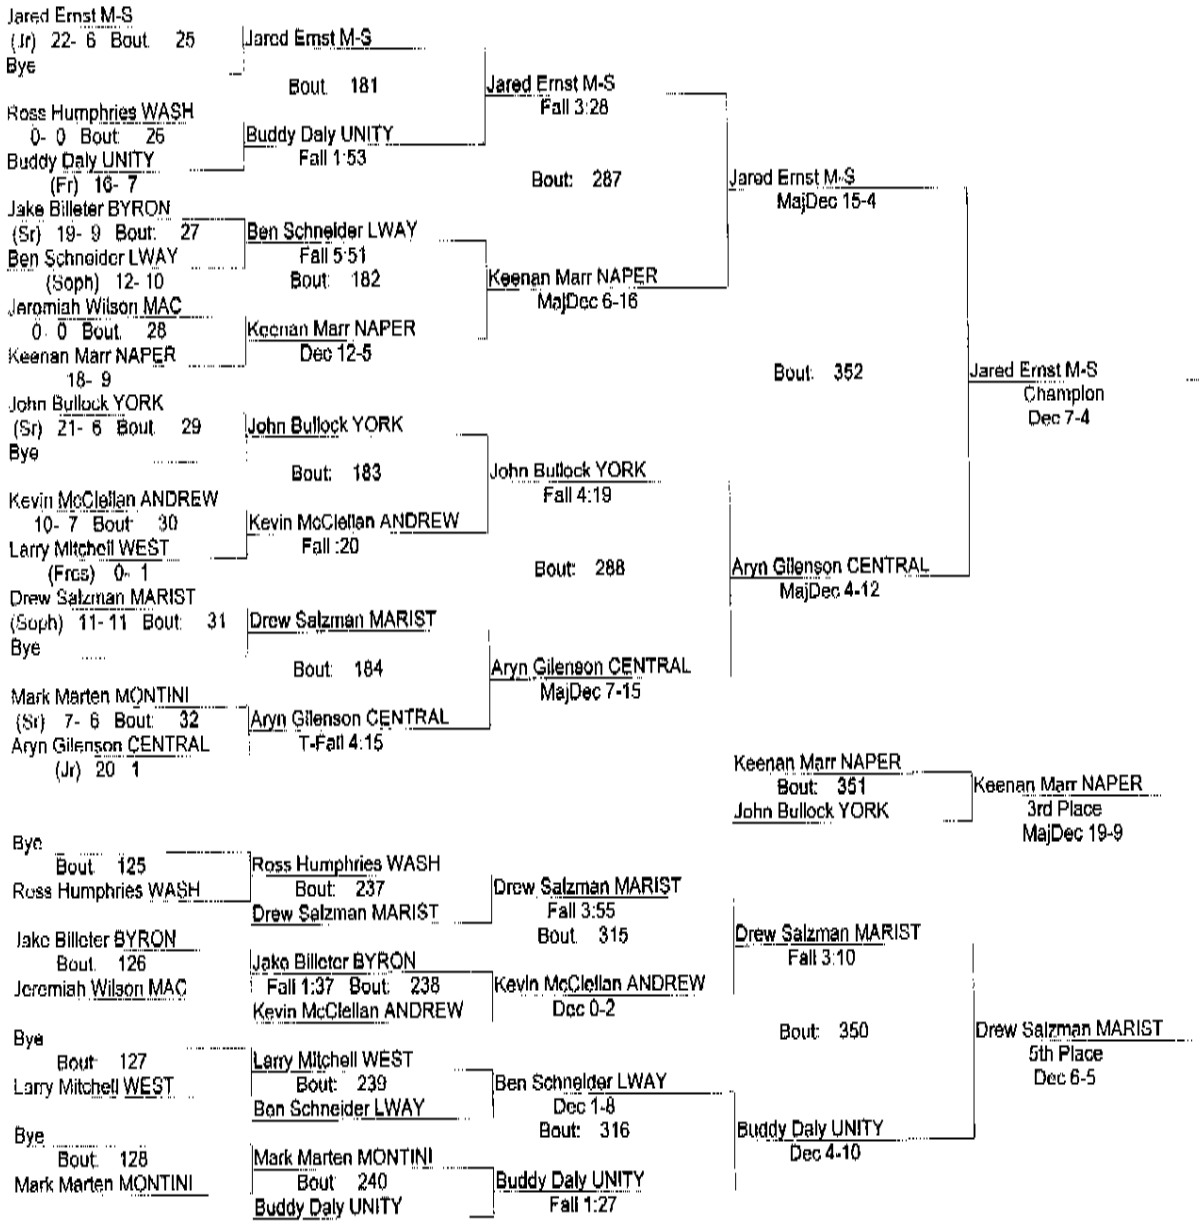 Jared Ernst M-S
(Jr) 22- 6 Bout 25
Bye
Ross Humphries WASH
0- 0 Bout: 26
Buddy Daly UNITY
(Fr) 16- 7
Jake Billeter BYRON
(Sr) 19- 9 Bout: 27
Ben Schneider LWAY
(Soph) 12- 10
Jeromiah Wilson MAC
0- 0 Bout. 28
Keenan Marr NAPER
18- 9
John Bullock YORK
(Sr) 21- 6 Bout 29
Bye
Kevin McClellan ANDREW
10- 7 Bout 30
Larry Mitchell WEST
(Fres) 0- 1
Drew Salzman MARIST
(Soph) 11- 11 Bout: 31
Bye
Mark Marten MONTINI
(Sr) 7- 6 Bout: 32
Aryn Gilenson CENTRAL
(Jr) 20 1
Jared Ernst M-S
Bout 181
Buddy Daly UNITY
Fall 1:53
Ben Schneider LWAY
Fall 5:51
Bout: 182
Keenan Marr NAPER
Dec 12-5
John Bullock YORK
Bout: 183
Kevin McClellan ANDREW
Fall :20
Drew Salzman MARIST
Bout: 184
Aryn Gilenson CENTRAL
T-Fall 4:15
Jared Ernst M-S
Fall 3:28
Bout: 287
Keenan Marr NAPER
MajDec 6-16
John Bullock YORK
Fall 4:19
Bout: 288
Aryn Gilenson CENTRAL
MajDec 7-15
Jared Ernst M-S
MajDec 15-4
Bout: 352
Aryn Gilenson CENTRAL
MajDec 4-12
Jared Ernst M-S
Champion
Dec 7-4
Keenan Marr NAPER
Bout: 351
John Bullock YORK
Keenan Marr NAPER
3rd Place
MajDec 19-9
Bye
Bout. 125
Ross Humphries WASH
Jake Billeter BYRON
Bout. 126
Jeromiah Wilson MAC
Bye
Bout: 127
Larry Mitchell WEST
Bye
Bout. 128
Mark Marten MONTINI
Ross Humphries WASH
Bout: 237
Drew Salzman MARIST
Jake Billeter BYRON
Fall 1:37 Bout: 238
Kevin McClellan ANDREW
Larry Mitchell WEST
Bout: 239
Ben Schneider LWAY
Mark Marten MONTINI
Bout 240
Buddy Daly UNITY
Drew Salzman MARIST
Fall 3:55
Bout 315
Kevin McClellan ANDREW
Dec 0-2
Ben Schneider LWAY
Dec 1-8
Bout: 316
Buddy Daly UNITY
Fall 1:27
Drew Salzman MARIST
Fall 3:10
Bout: 350
Buddy Daly UNITY
Dec 4-10
Drew Salzman MARIST
5th Place
Dec 6-5